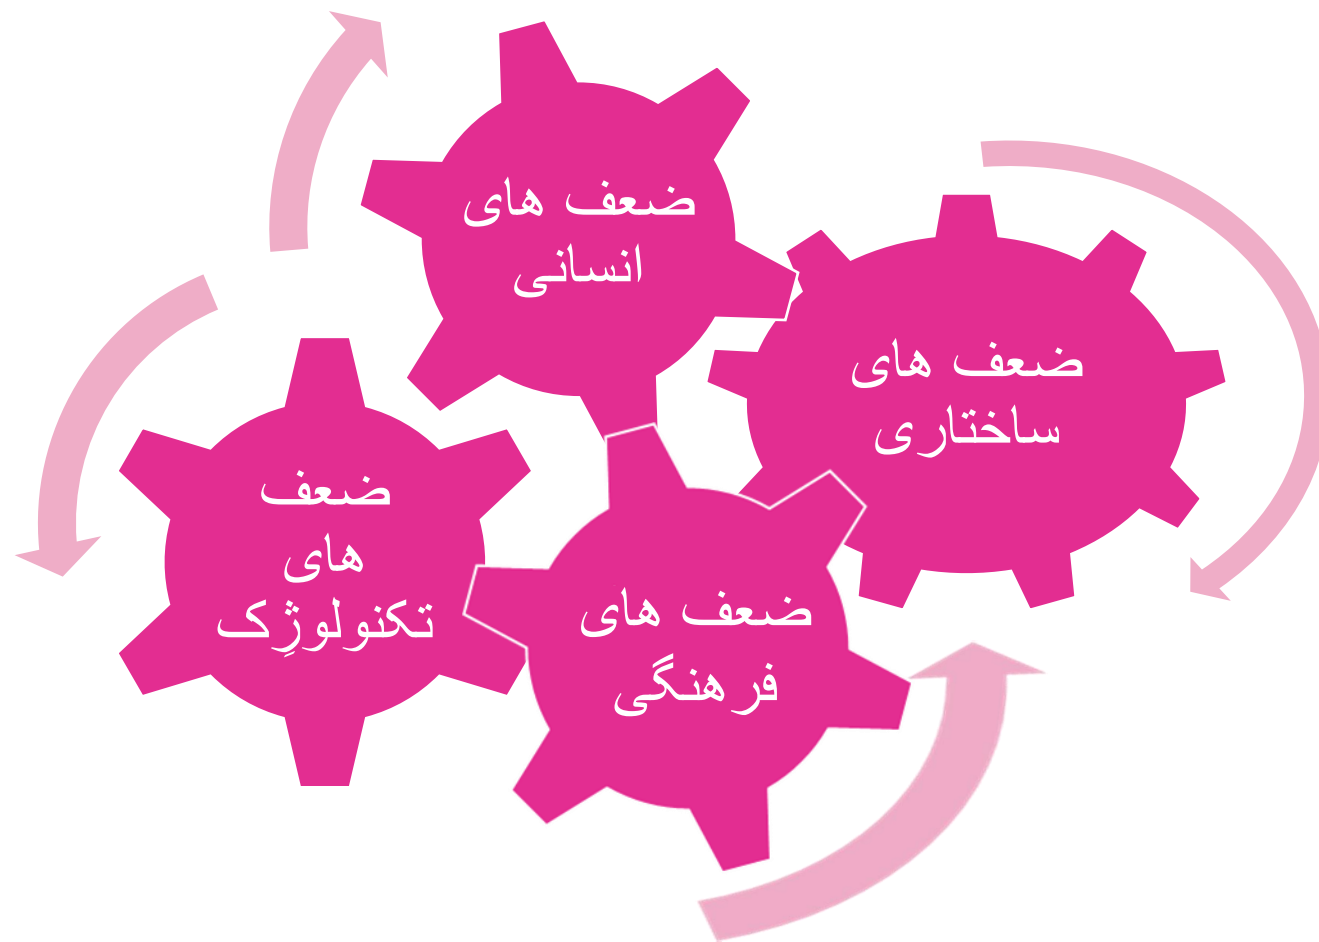 ضعف های
انسانی
ضعف های
ساختاری
ضعف
های
تکنولوژِک
ضعف های
فرهنگی